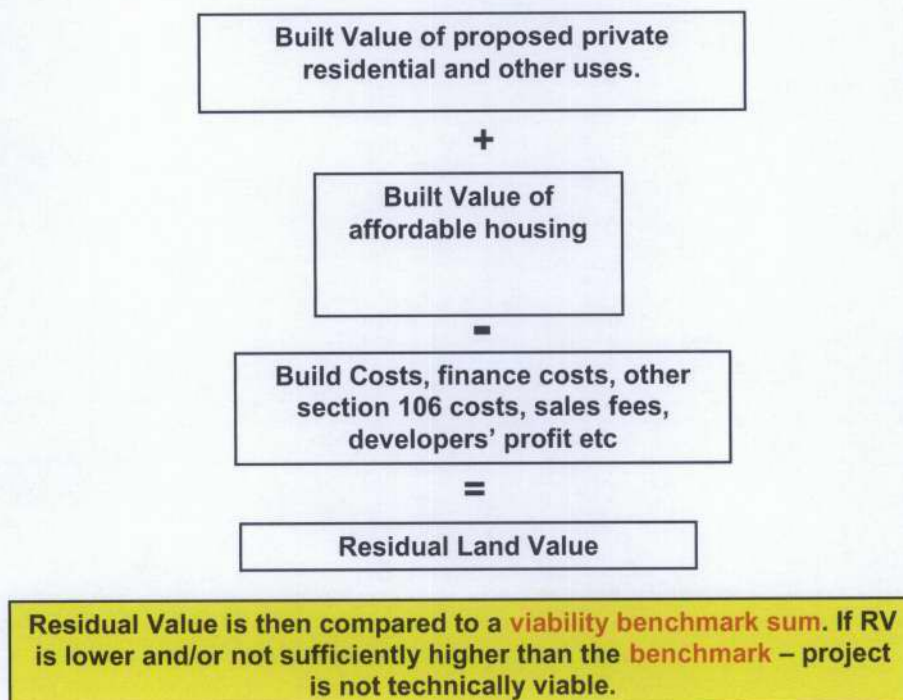 Built Value of proposed private
residential and other uses.
+
Built Value of
affordable housing
-
Build Costs, finance costs, other
section 106 costs, sales fees,
developers’ profit etc
=
Residual Land Value
Residual Value is then compared to a viability benchmark sum. If RV
is lower and/or not sufficiently higher than the benchmark – project
is not technically viable.